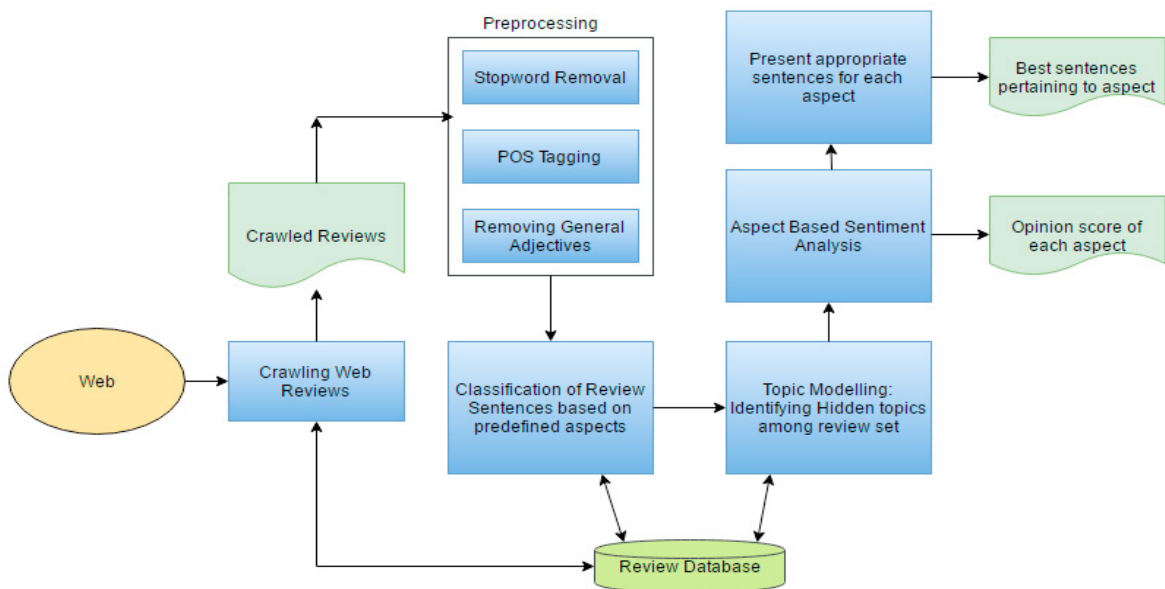 Preprocessing
Stopword Removal
POS Tagging
Removing General
Adjectives
Crawled Reviews
Web
Crawling Web
Reviews
Classification of Review
Sentences based on
predefined aspects
Topic Modelling:
Identifying Hidden topics
among review set
Review Database
Aspect Based Sentiment
Analysis
Opinion score of
each aspect
Present appropriate
sentences for each
aspect
Best sentences
pertaining to aspect